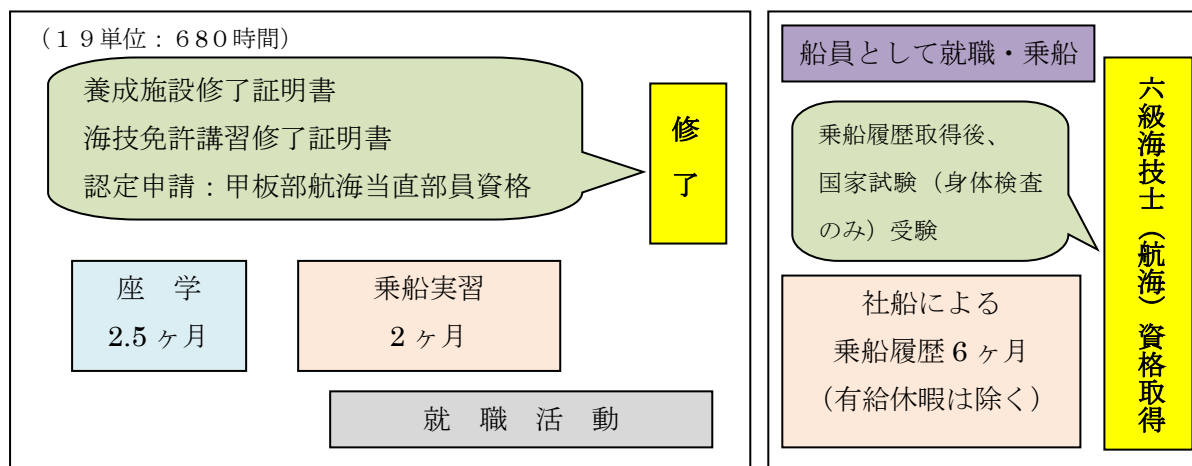 （１９単位：６８０時間）
養成施設修了証明書
海技免許講習修了証明書
認定申請：甲板部航海当直部員資格
修
了
座　学
2.5 ヶ月
乗船実習
2 ヶ月
就　職　活　動
船員として就職・乗船
乗船履歴取得後、
国家試験（身体検査
のみ）受験
社船による
乗船履歴 6 ヶ月
（有給休暇は除く）
六級海技士（航海）資格取得